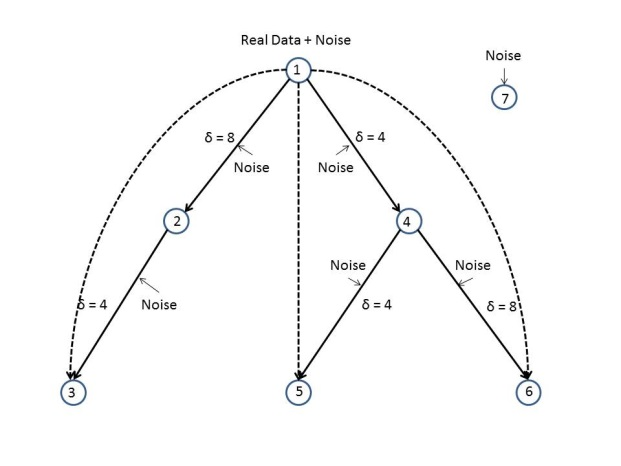 Real Data + Noise
Noise
1
7
δ = 8
δ = 4
Noise
Noise
2
4
Noise
Noise
δ = 4
Noise
δ = 4
δ = 8
3
5
6